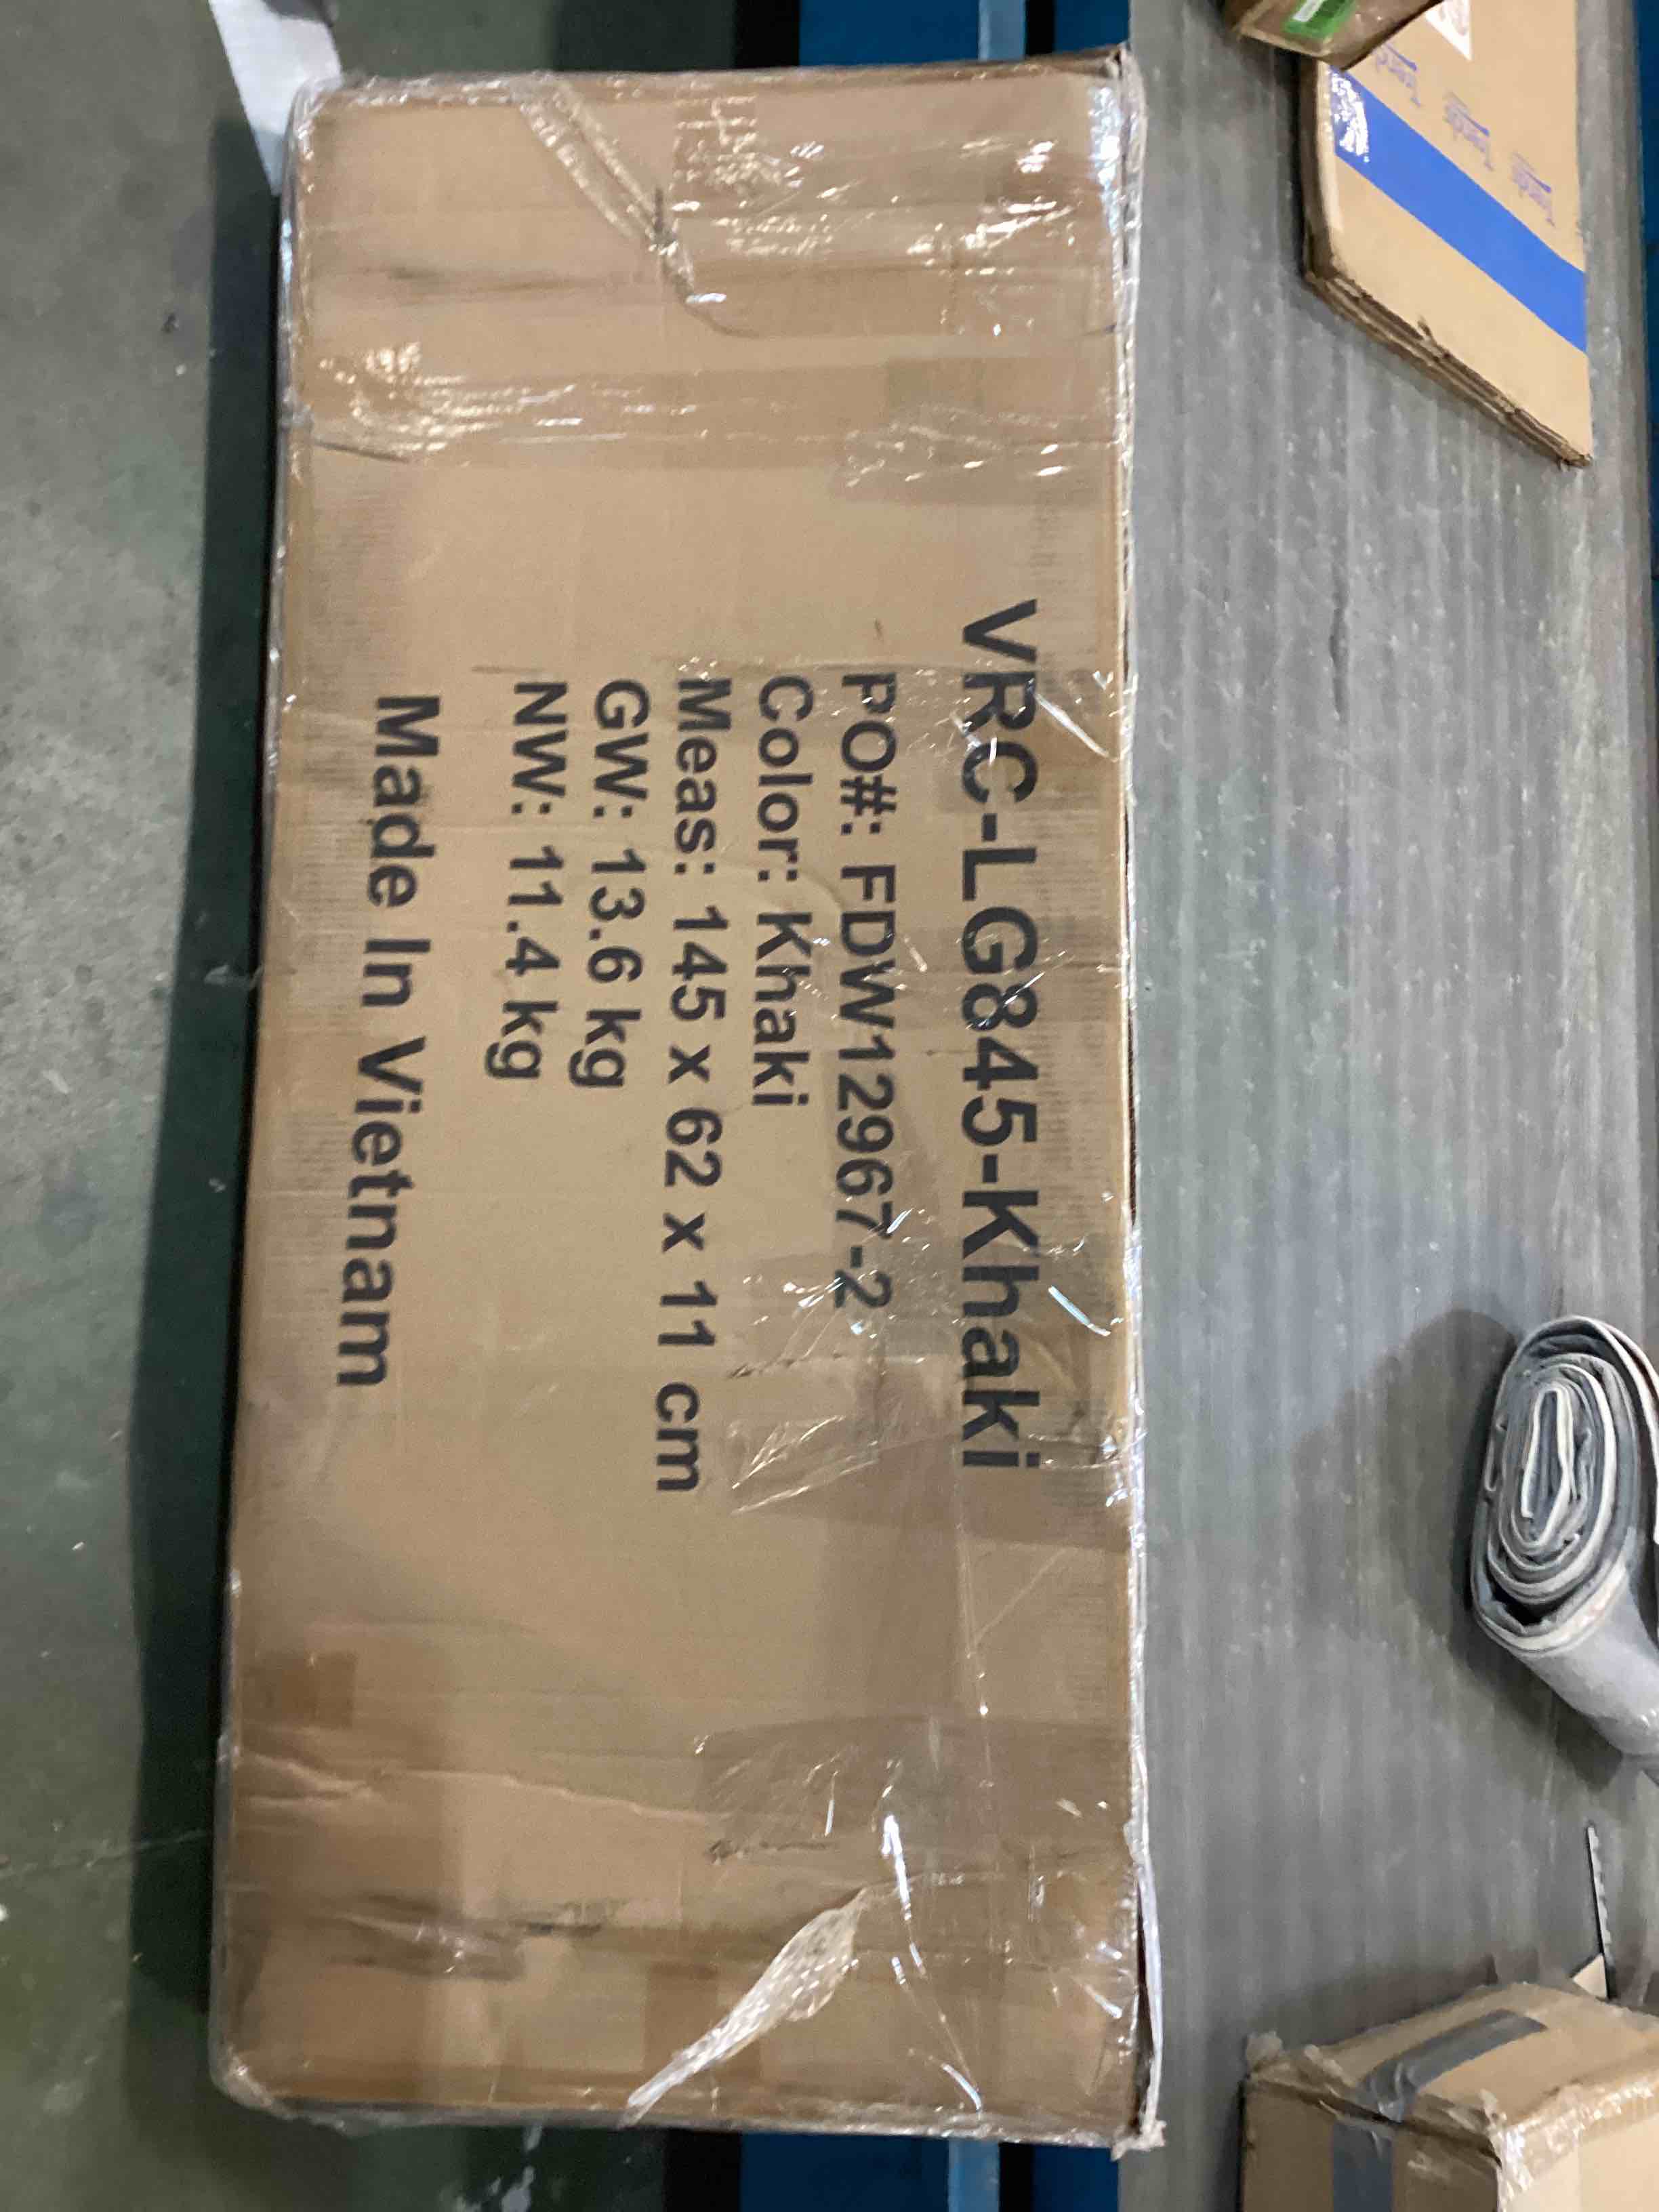 VRC-LG845-Khaki
PO#: FDW12967-2
Color: Khaki
Meas: 145 x 62 x 11 cm
GW: 13.6 kg
NW: 11.4 kg
Made In Vietnam